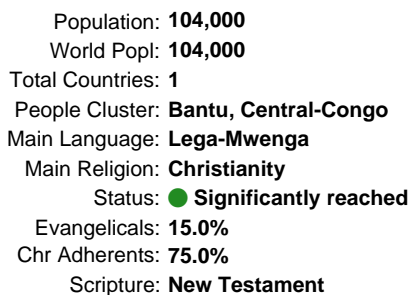 Population: 104,000
World Popl: 104,000
Total Countries: 1
People Cluster: Bantu, Central-Congo
Main Language: Lega-Mwenga
Main Religion: Christianity
Status: Significantly reached
Evangelicals: 15.0%
Chr Adherents: 75.0%
Scripture: New Testament